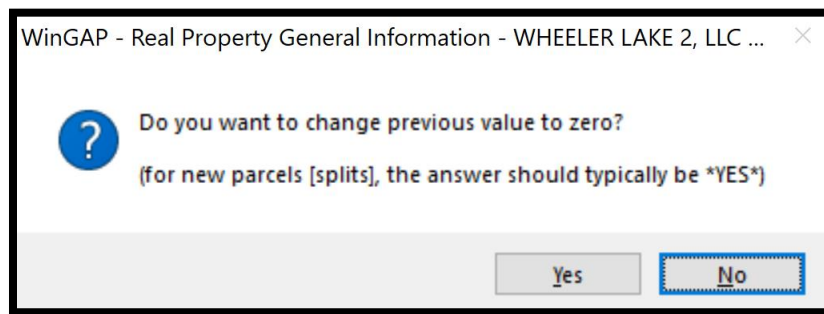 WinGAP - Real Property General Information - WHEELER LAKE 2, LLC ...
?
Do you want to change previous value to zero?
(for new parcels [splits], the answer should typically be *YES*)
Yes No